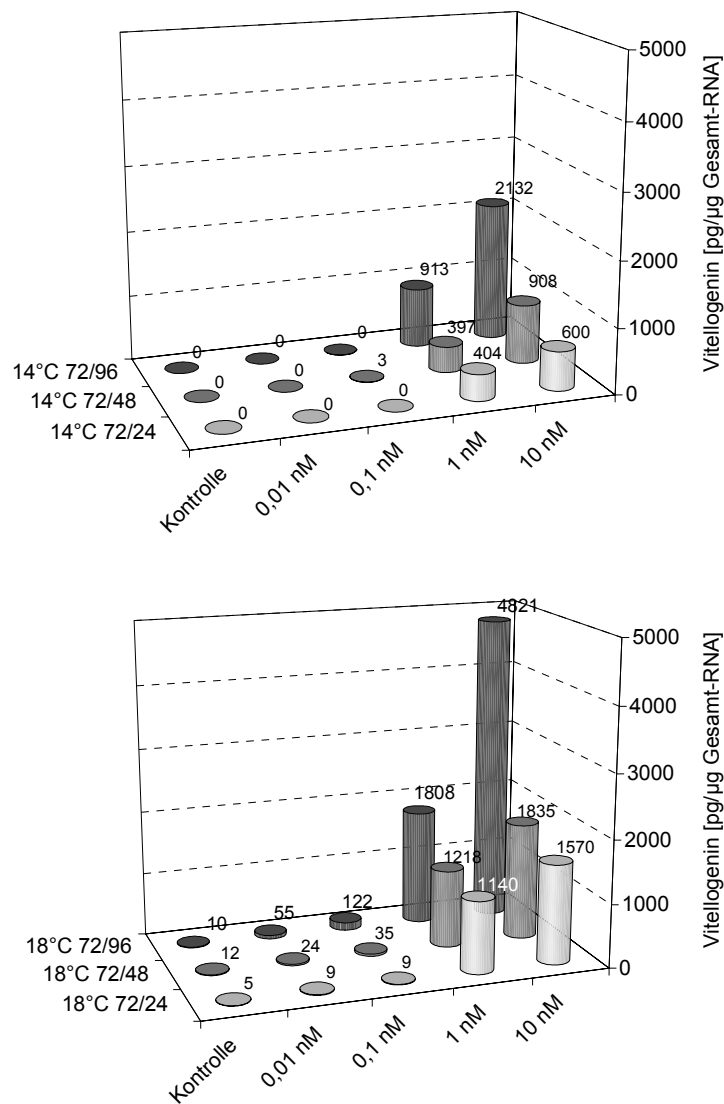 5000
4000
3000
2000
1000
0
Vitellogenin [pg/µg Gesamt-RNA]
2132
913
908
397
600
404
0
0
0
0
0
3
0
0
0
14°C 72/96
14°C 72/48
14°C 72/24
Kontrolle
0,01 nM
0,1 nM
1 nM
10 nM
4821
5000
4000
3000
2000
1000
0
Vitellogenin [pg/µg Gesamt-RNA]
1808
1835
1218
1570
1140
10
55
122
12
24
35
5
9
9
18°C 72/96
18°C 72/48
18°C 72/24
Kontrolle
0,01 nM
0,1 nM
1 nM
10 nM